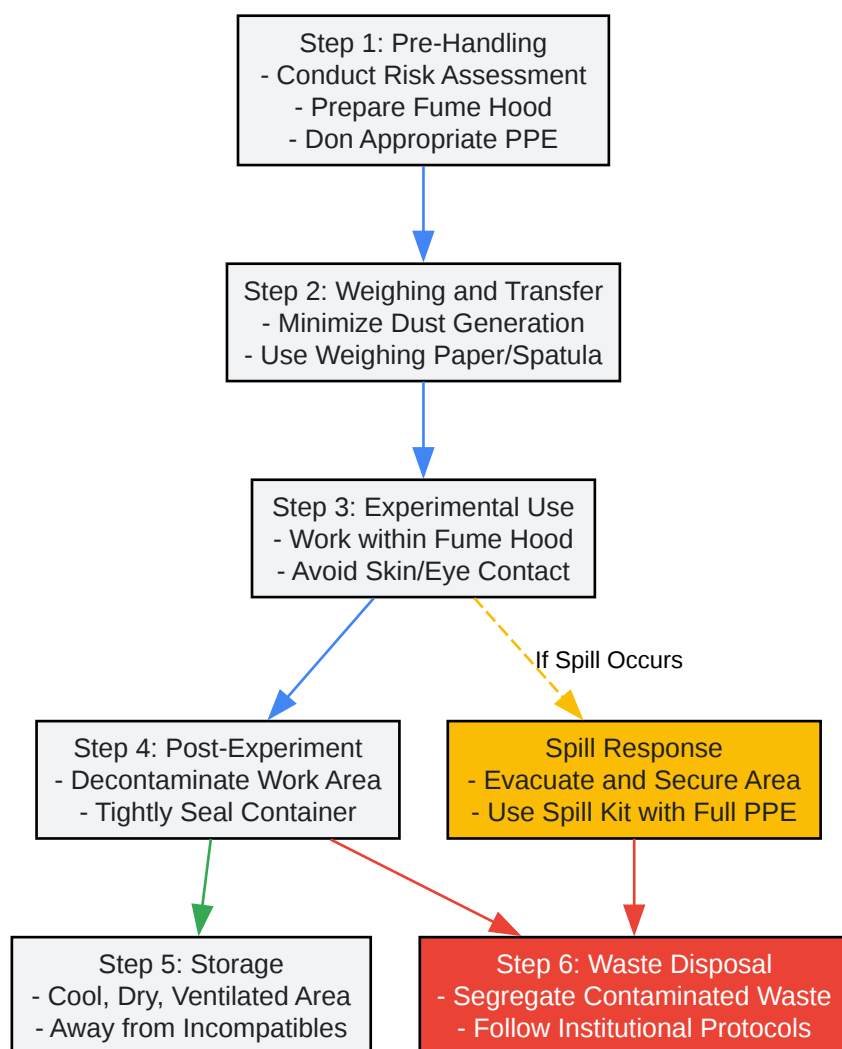 Step 1: Pre-Handling
- Conduct Risk Assessment
- Prepare Fume Hood
- Don Appropriate PPE
Step 2: Weighing and Transfer
- Minimize Dust Generation
- Use Weighing Paper/Spatula
Step 3: Experimental Use
- Work within Fume Hood
- Avoid Skin/Eye Contact
If Spill Occurs
Step 4: Post-Experiment
- Decontaminate Work Area
- Tightly Seal Container
Spill Response
- Evacuate and Secure Area
- Use Spill Kit with Full PPE
Step 5: Storage
- Cool, Dry, Ventilated Area
- Away from Incompatibles
Step 6: Waste Disposal
- Segregate Contaminated Waste
- Follow Institutional Protocols